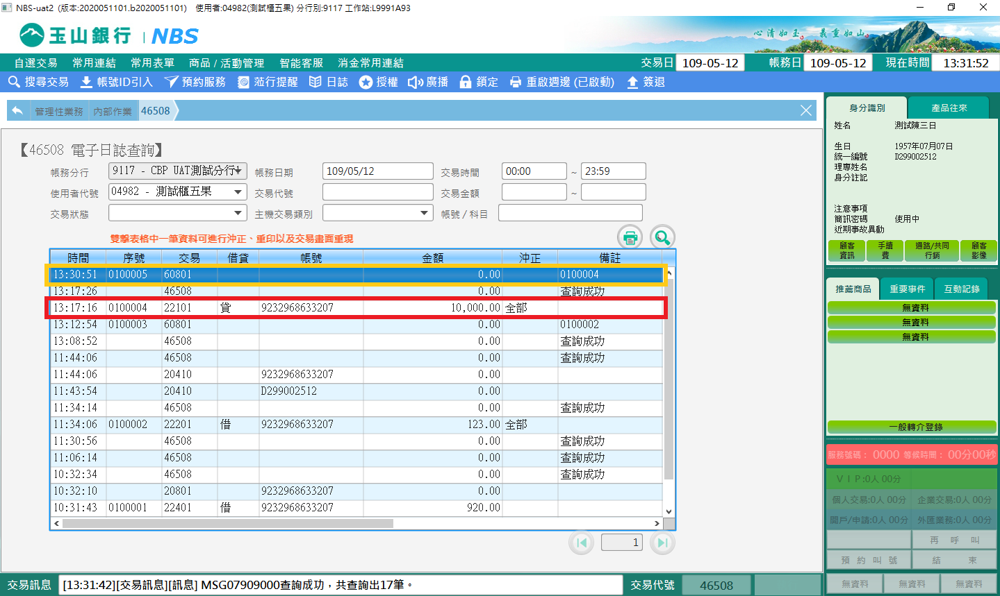 NBS-uat2 (版本:2020051101.b2020051101) 使用者:04982(測試櫃五果) 分行別:9117 工作站:L9991A93
玉山銀行 NBS
心清如玉。義重如山。
自選交易 常用連結 常用表單 商品/活動管理 智能客服 消金常用連結 交易日 109-05-12 帳務日 109-05-12 現在時間 13:31:52
搜尋交易 帳號ID引入 預約服務 蒞行提醒 日誌 授權 廣播 鎖定 重啟週邊 (已啟動) 簽退
管理性業務 內部作業 46508
【46508 電子日誌查詢】
帳務分行 9117 - CBP UAT測試分行 帳務日期 109/05/12 交易時間 00:00 ~ 23:59
使用者代號 04982 - 測試櫃五果 交易代號 交易金額 ~
交易狀態 主機交易類別 帳號/科目
雙擊表格中一筆資料可進行沖正、重印以及交易畫面重現
時間 序號 交易 借貸 帳號 金額 沖正 備註
13:30:51 0100005 60801 0.00 0100004
13:17:26 46508 0.00 查詢成功
13:17:16 0100004 22101 貸 9232968633207 10,000.00 全部
13:12:54 0100003 60801 0.00 0100002
13:08:52 46508 0.00 查詢成功
11:44:06 46508 0.00 查詢成功
11:44:06 20410 9232968633207 0.00
11:43:54 20410 D299002512 0.00
11:34:14 46508 0.00 查詢成功
11:34:06 0100002 22201 借 9232968633207 123.00 全部
11:30:56 46508 0.00 查詢成功
11:06:14 46508 0.00 查詢成功
10:32:34 46508 0.00 查詢成功
10:32:10 20801 9232968633207 0.00
10:31:43 0100001 22401 借 9232968633207 920.00
1
交易訊息 [13:31:42][交易訊息][訊息] MSG07909000查詢成功,共查詢出17筆。 交易代號 46508
身分識別 產品往來
姓名 測試陳三日
生日 1957年07月07日
統一編號 D299002512
理專姓名
身分註記
注意事項
簡訊密碼 使用中
近期事故異動
顧客資訊 手續費 通路/共同行銷 顧客影像
推薦商品 重要事件 互動記錄
無資料
無資料
無資料
一般轉介登錄
服務號碼: 0000 等候時間: 00分00秒
VIP:0人 00分
個人交易:0人 00分 企業交易:0人 00分
開戶/申請:0人 00分 外匯業務:0人 00分
再 呼 叫
預 約 叫 號 結 束
無資料 無資料 無資料